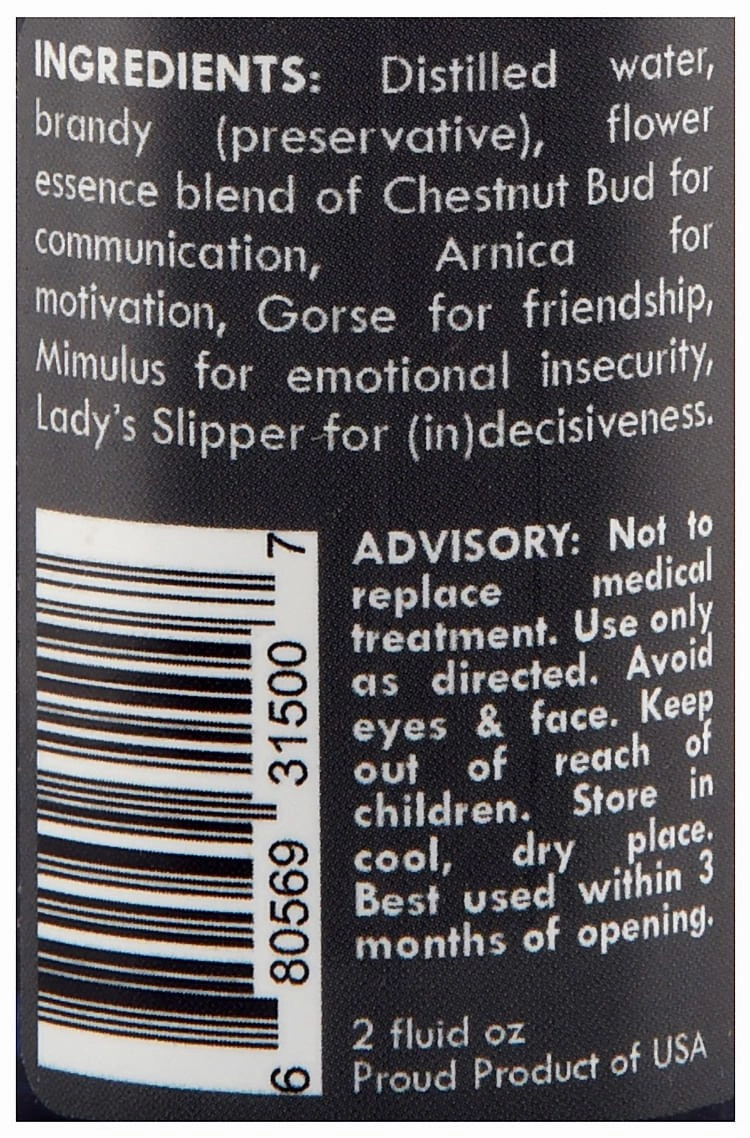 INGREDIENTS: Distilled water,
brandy (preservative), flower
essence blend of Chestnut Bud for
communication, Arnica for
motivation, Gorse for friendship,
Mimulus for emotional insecurity,
Lady's Slipper for (in)decisiveness.
6 80569 31500 7
ADVISORY: Not to
replace medical
treatment. Use only
as directed. Avoid
eyes & face. Keep
out of reach of
children. Store in
cool, dry place.
Best used within 3
months of opening.
2 fluid oz
Proud Product of USA